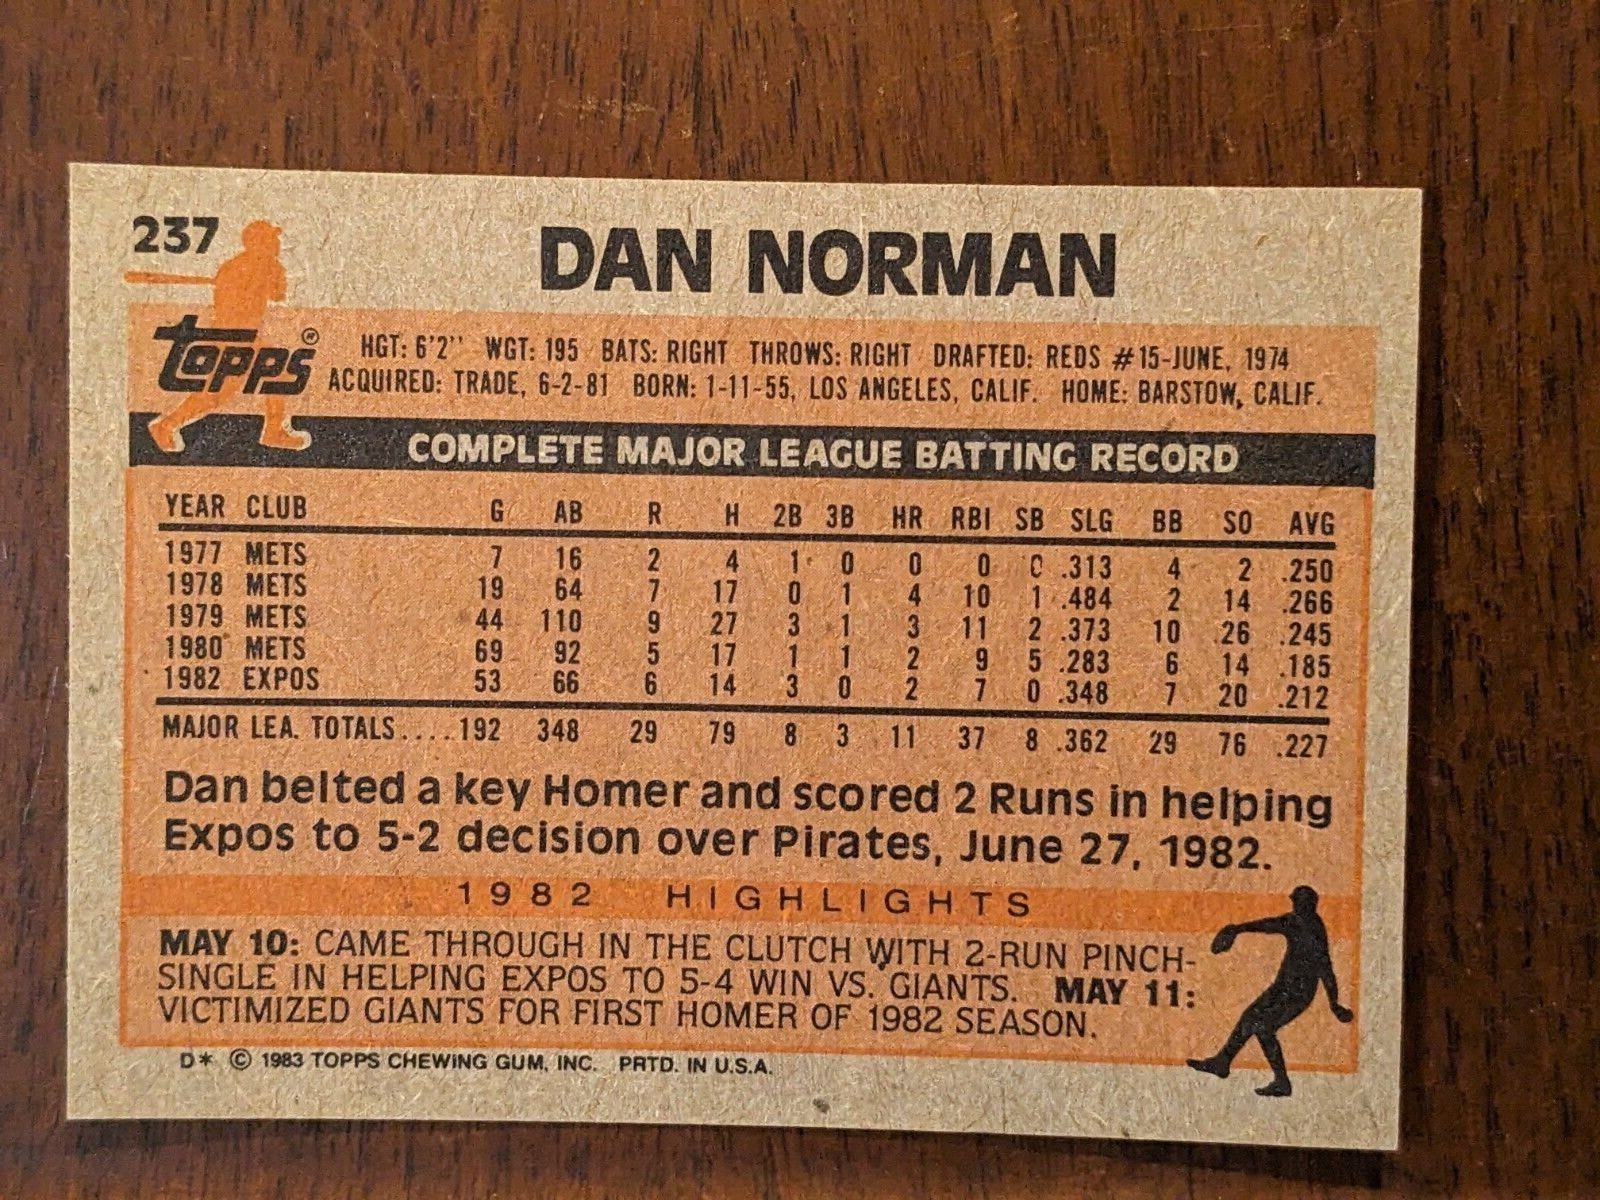 237
DAN NORMAN
Topps®
HGT: 6'2" WGT: 195 BATS: RIGHT THROWS: RIGHT DRAFTED: REDS #15-JUNE, 1974
ACQUIRED: TRADE, 6-2-81 BORN: 1-11-55, LOS ANGELES, CALIF. HOME: BARSTOW, CALIF.
COMPLETE MAJOR LEAGUE BATTING RECORD
YEAR CLUB G AB R H 2B 3B HR RBI SB SLG BB SO AVG
1977 METS 7 16 2 4 1 0 0 0 0 .313 4 2 .250
1978 METS 19 64 7 17 0 1 4 10 1 .484 2 14 .266
1979 METS 44 110 9 27 3 1 3 11 2 .373 10 26 .245
1980 METS 69 92 5 17 1 1 2 9 5 .283 6 14 .185
1982 EXPOS 53 66 6 14 3 0 2 7 0 .348 7 20 .212
MAJOR LEA. TOTALS....192 348 29 79 8 3 11 37 8 .362 29 76 .227
Dan belted a key Homer and scored 2 Runs in helping
Expos to 5-2 decision over Pirates, June 27, 1982.
1982 HIGHLIGHTS
MAY 10: CAME THROUGH IN THE CLUTCH WITH 2-RUN PINCH-
SINGLE IN HELPING EXPOS TO 5-4 WIN VS. GIANTS. MAY 11:
VICTIMIZED GIANTS FOR FIRST HOMER OF 1982 SEASON.
D* © 1983 TOPPS CHEWING GUM, INC. PRTD. IN U.S.A.